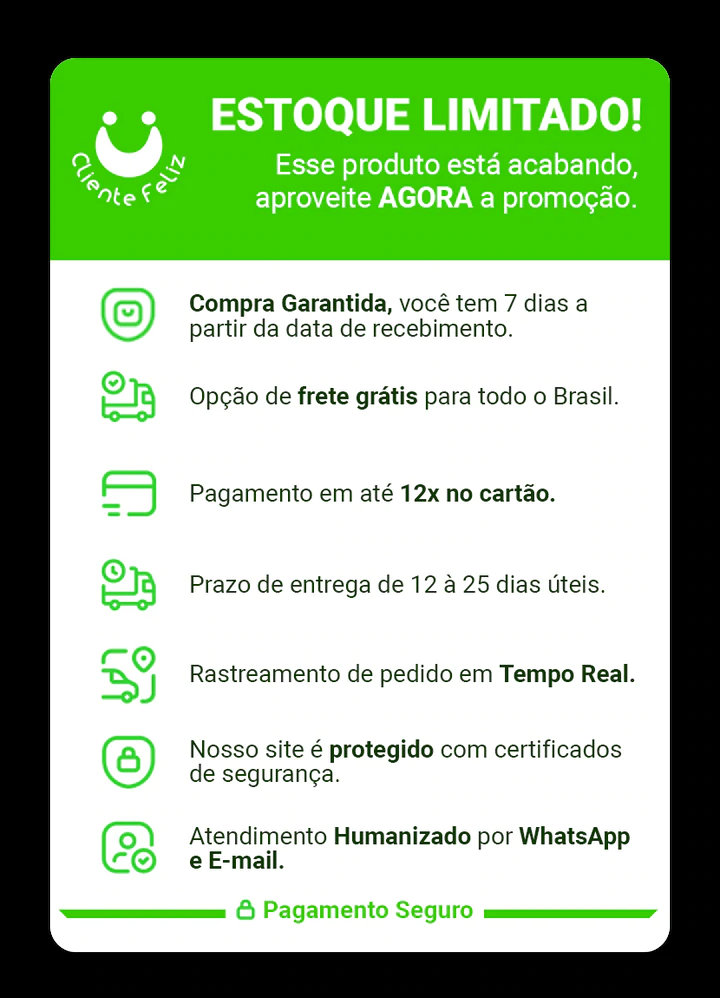 Cliente Feliz
ESTOQUE LIMITADO!
Esse produto está acabando,
aproveite AGORA a promoção.
Compra Garantida, você tem 7 dias a
partir da data de recebimento.
Opção de frete grátis para todo o Brasil.
Pagamento em até 12x no cartão.
Prazo de entrega de 12 à 25 dias úteis.
Rastreamento de pedido em Tempo Real.
Nosso site é protegido com certificados
de segurança.
Atendimento Humanizado por WhatsApp
e E-mail.
Pagamento Seguro